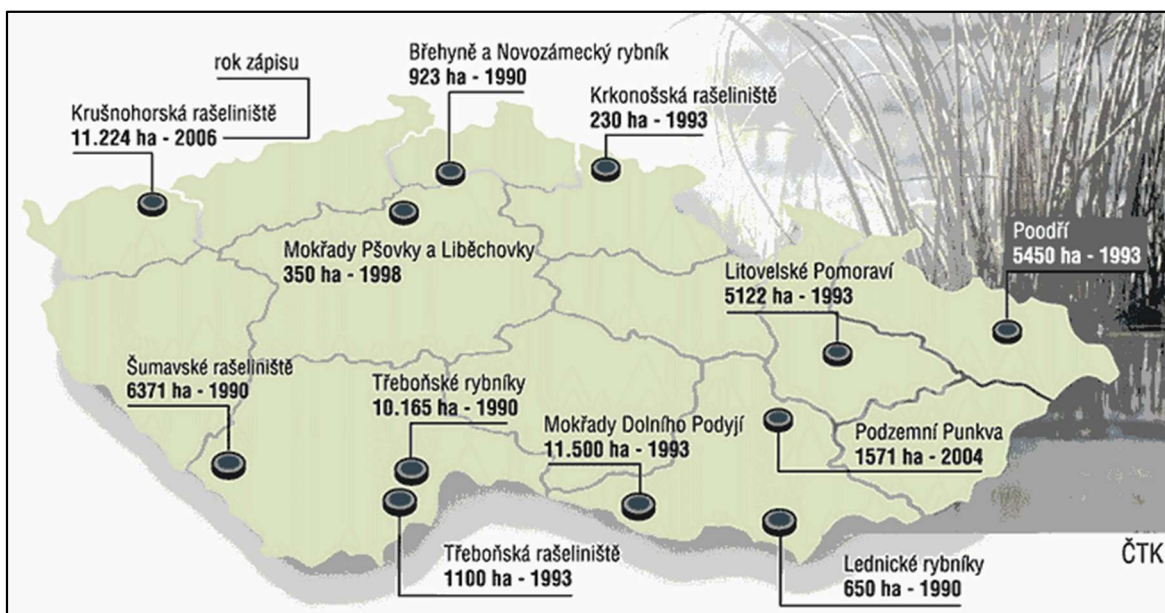 rok zápisu
Krušnohorská rašeliniště
11.224 ha - 2006
Břehyně a Novozámecký rybník
923 ha - 1990
Krkonošská rašeliniště
230 ha - 1993
Mokřady Pšovky a Liběchovky
350 ha - 1998
Poodří
5450 ha - 1993
Litovelské Pomoraví
5122 ha - 1993
Šumavské rašeliniště
6371 ha - 1990
Třeboňské rybníky
10.165 ha - 1990
Mokřady Dolního Podyjí
11.500 ha - 1993
Podzemní Punkva
1571 ha - 2004
Třeboňská rašeliniště
1100 ha - 1993
Lednické rybníky
650 ha - 1990
ČTK